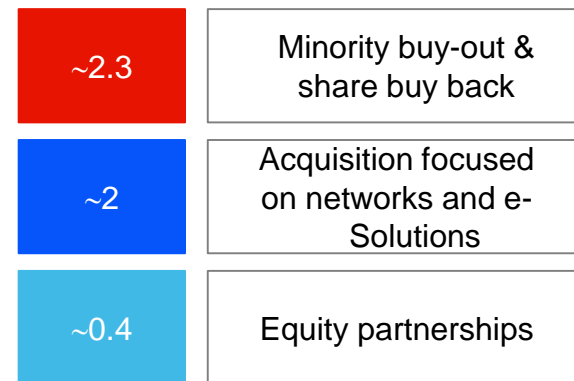 ~2.3
Minority buy-out &
share buy back
~2
Acquisition focused
on networks and e-
Solutions
~0.4
Equity partnerships